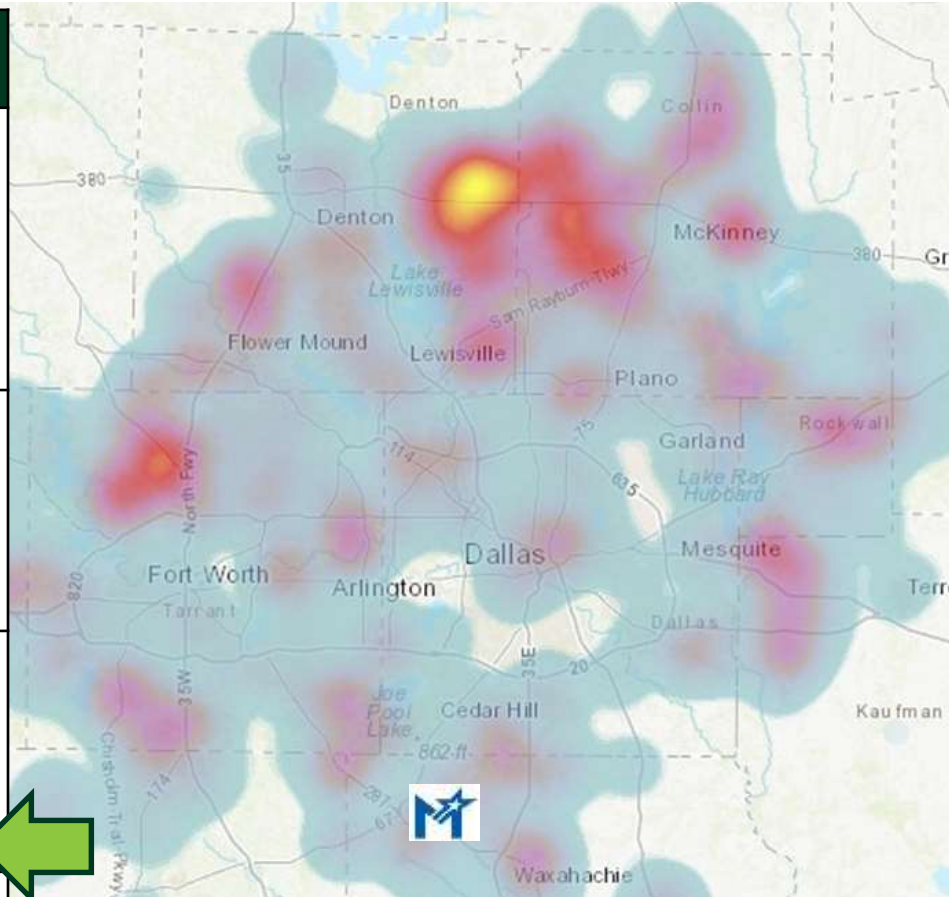 Denton
Collin
35
380
Denton
McKinney
380
Gr
Lake
Lewisville
Sam Rayburn Tlwy
Flower Mound
Lewisville
Plano
Rockwall
75
114
Garland
Lake Ray
Hubbard
635
North Fwy
Dallas
Mesquite
820
Fort Worth
Arlington
Terr
Tarrant
Dallas
35E
20
35W
Joe
Pool
Lake
Cedar Hill
Kaufman
862 ft
Chisholm Trail Pkwy
174
287
67
M
Waxahachie